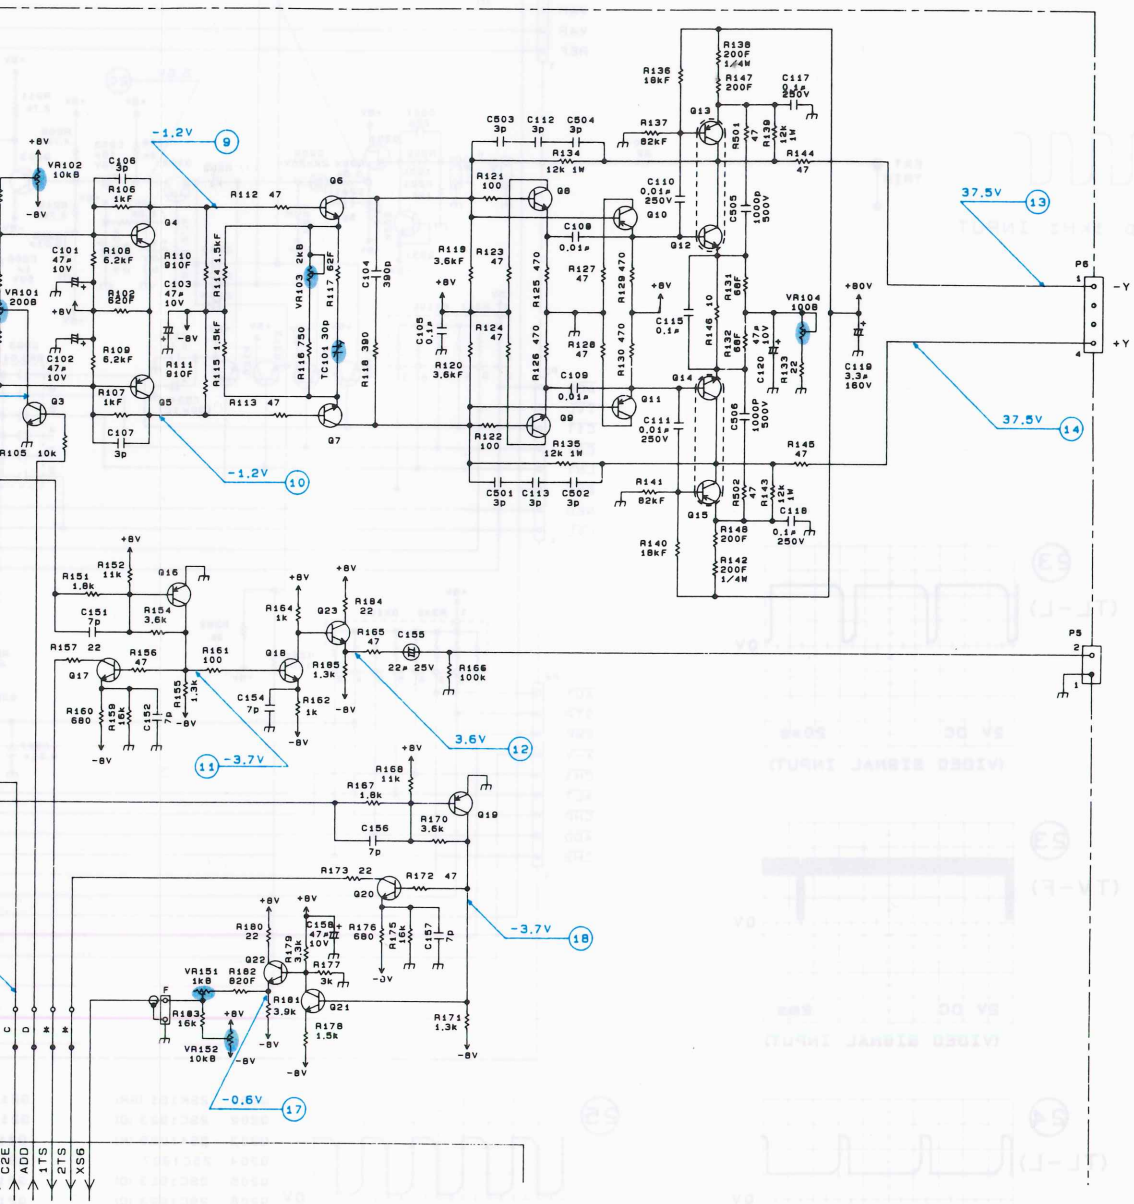 R138
200F
1/4W
R147
200F
R136
18kF
C117
0.1μ
250V
Q13
R137
82kF
R501
47
R139
12k
1W
R144
47
C503
3p
C112
3p
C504
3p
R134
12k 1W
-1.2V
9
+8V
VR102
10kB
-8V
C106
3p
R106
1kF
Q4
R112 47
Q6
R121
100
Q8
C108
0.01μ
Q10
C110
0.01μ
250V
C505
1000p
500V
Q12
37.5V
13
P6
1
-Y
+Y
4
C101
47μ
10V
R108
6.2kF
R110
910F
R114 1.5kF
VR103 2kB
R117 62F
C104
390p
R119
3.6kF
R123
47
R125 470
R127
47
R129 470
R131
68F
VR101
200B
R102
820F
+8V
C103
47μ
10V
-8V
C105
0.1μ
+8V
R124
47
+8V
C115
0.1μ
R146 10
R132
68F
47μ
10V
C120
VR104
100B
R133
22
+80V
C119
3.3μ
160V
C102
47μ
10V
R109
6.2kF
R111
910F
R115 1.5kF
R116 750
TC101 30p
R118 390
R120
3.6kF
R126 470
R128
47
R130 470
Q14
R107
1kF
Q5
R113 47
Q7
C109
0.01μ
Q11
Q9
C111
0.01μ
250V
C506
1000P
500V
37.5V
14
Q3
R105 10k
C107
3p
-1.2V
10
R122
100
R135
12k 1W
R145
47
C501
3p
C113
3p
C502
3p
R141
82kF
Q15
R502
47
R143
12k
1W
C118
0.1μ
250V
R140
18kF
R148
200F
R142
200F
1/4W
+8V
R152
11k
R151
1.8k
Q16
C151
7p
R154
3.6k
+8V
R164
1k
+8V
Q23
R184
22
R165
47
C155
22μ 25V
R166
100k
P5
2
1
R157 22
R156
47
R161
100
Q18
Q17
R185
1.3k
-8V
R155
1.3k
-8V
R160
680
R159
16k
C152
7p
-8V
C154
7p
R162
1k
-8V
11
-3.7V
3.6V
12
+8V
R168
11k
R167
1.8k
Q19
R170
3.6k
C156
7p
R173 22
R172 47
Q20
R176
680
R175
16k
C157
7p
-3.7V
18
+8V
R180
22
+8V
R179
3.3k
C158
47μ
10V
Q22
R177
3k
VR151
1kB
R182
820F
F
R183
16k
+8V
VR152
10kB
-8V
R181
3.9k
-8V
Q21
R178
1.5k
-8V
R171
1.3k
-8V
-0.6V
17
C
D
*
*
C2E
ADD
1TS
2TS
XS6